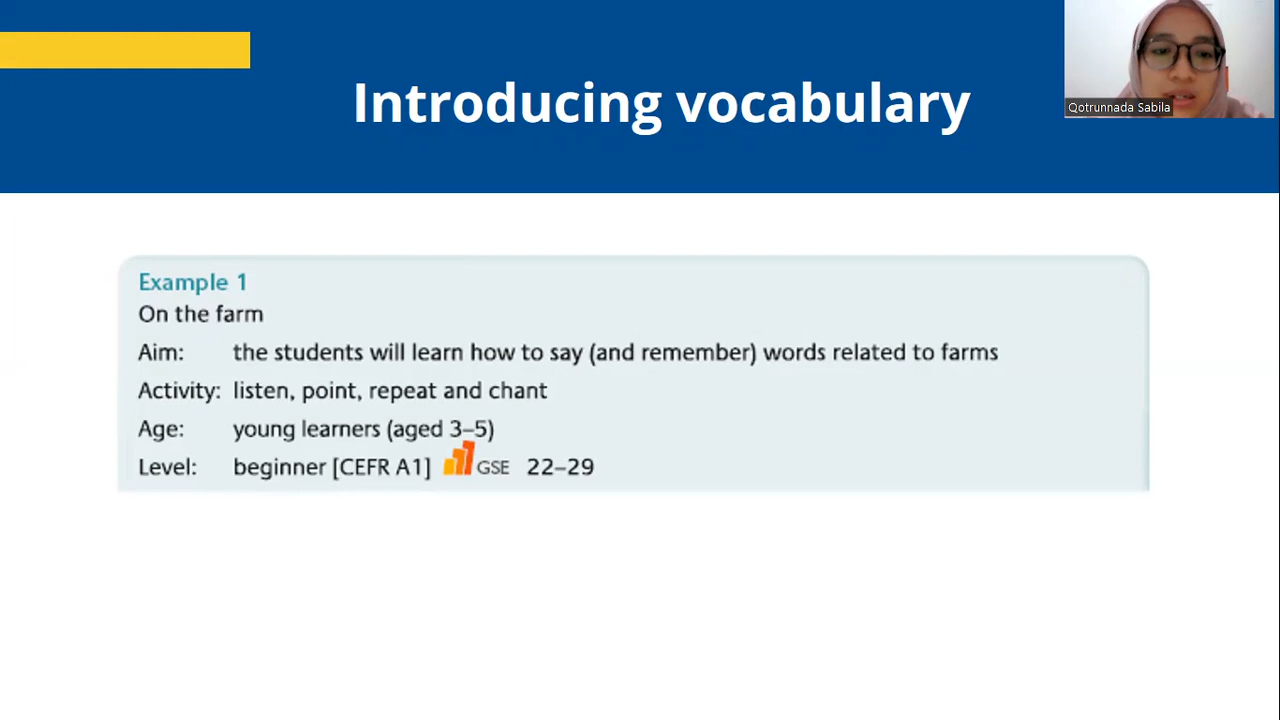 Introducing vocabulary
Qotrunnada Sabila
Example 1
On the farm
Aim: the students will learn how to say (and remember) words related to farms
Activity: listen, point, repeat and chant
Age: young learners (aged 3–5)
Level: beginner [CEFR A1] GSE 22–29